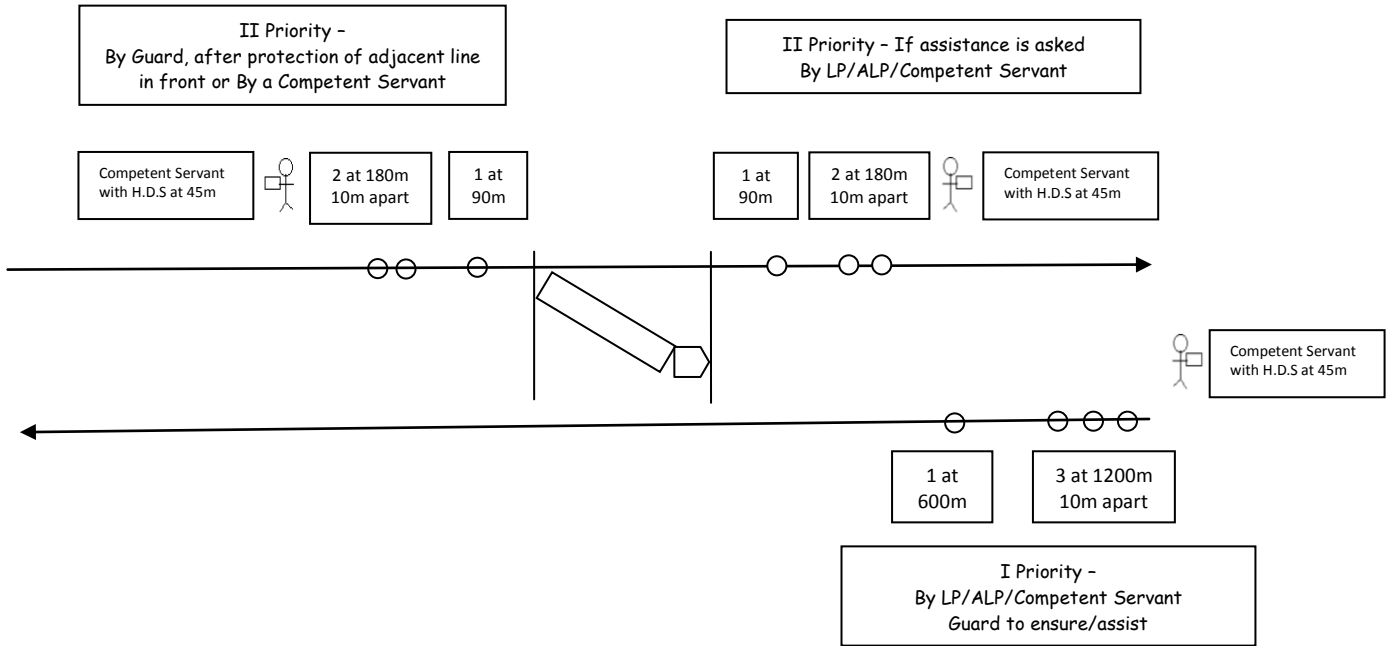 II Priority –
By Guard, after protection of adjacent line
in front or By a Competent Servant
II Priority – If assistance is asked
By LP/ALP/Competent Servant
Competent Servant
with H.D.S at 45m
2 at 180m
10m apart
1 at
90m
1 at
90m
2 at 180m
10m apart
Competent Servant
with H.D.S at 45m
Competent Servant
with H.D.S at 45m
1 at
600m
3 at 1200m
10m apart
I Priority –
By LP/ALP/Competent Servant
Guard to ensure/assist